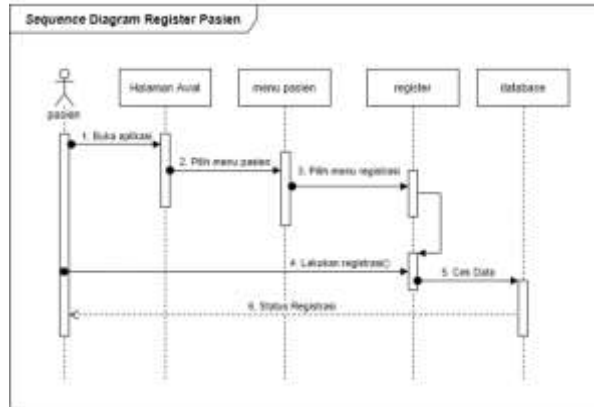 Sequence Diagram Register Pasien
pasien
Halaman Awal
menu pasien
register
database
1. Buka aplikasi
2. Pilih menu pasien
3. Pilih menu registrasi
4. Lakukan registrasi()
5. Cek Data
6. Status Registrasi